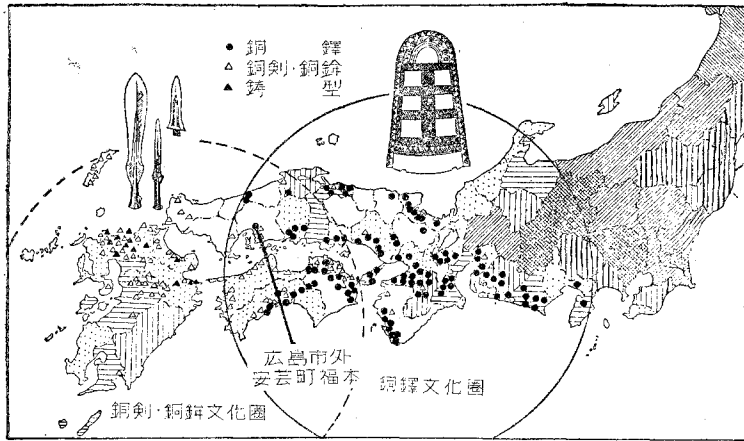 銅鐸
銅剣・銅鉾
鋳型
広島市外
安芸町福本
銅鐸文化圏
銅剣・銅鉾文化圏